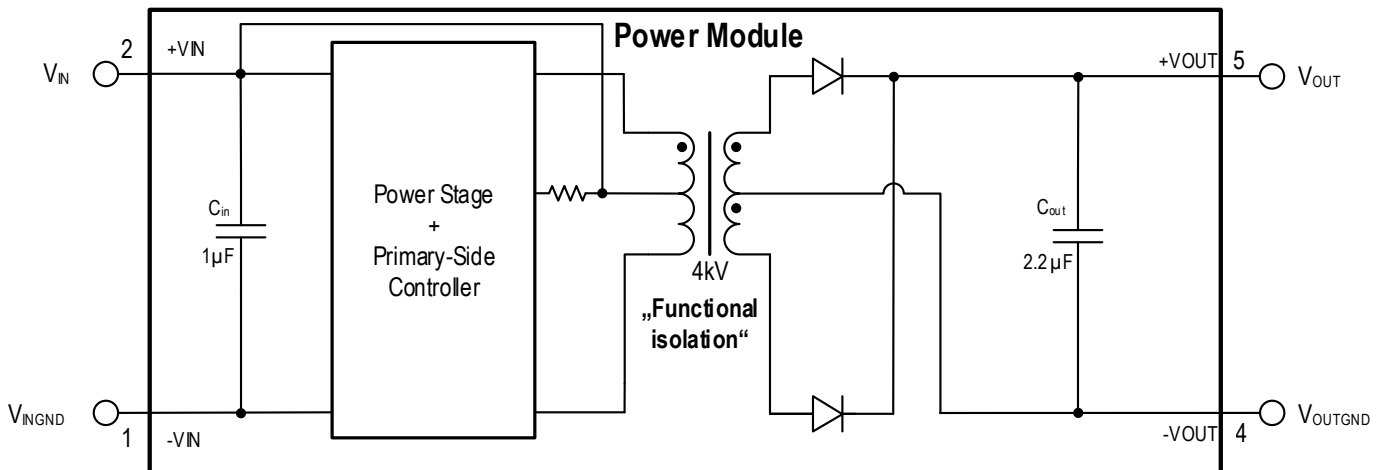 Power Module
2
+VIN
VIN
+VOUT
5
VOUT
Power Stage
+
Primary-Side
Controller
Cin
1µF
Cout
2.2µF
4kV
„Functional
isolation“
VINGND
1
-VIN
-VOUT
4
VOUTGND